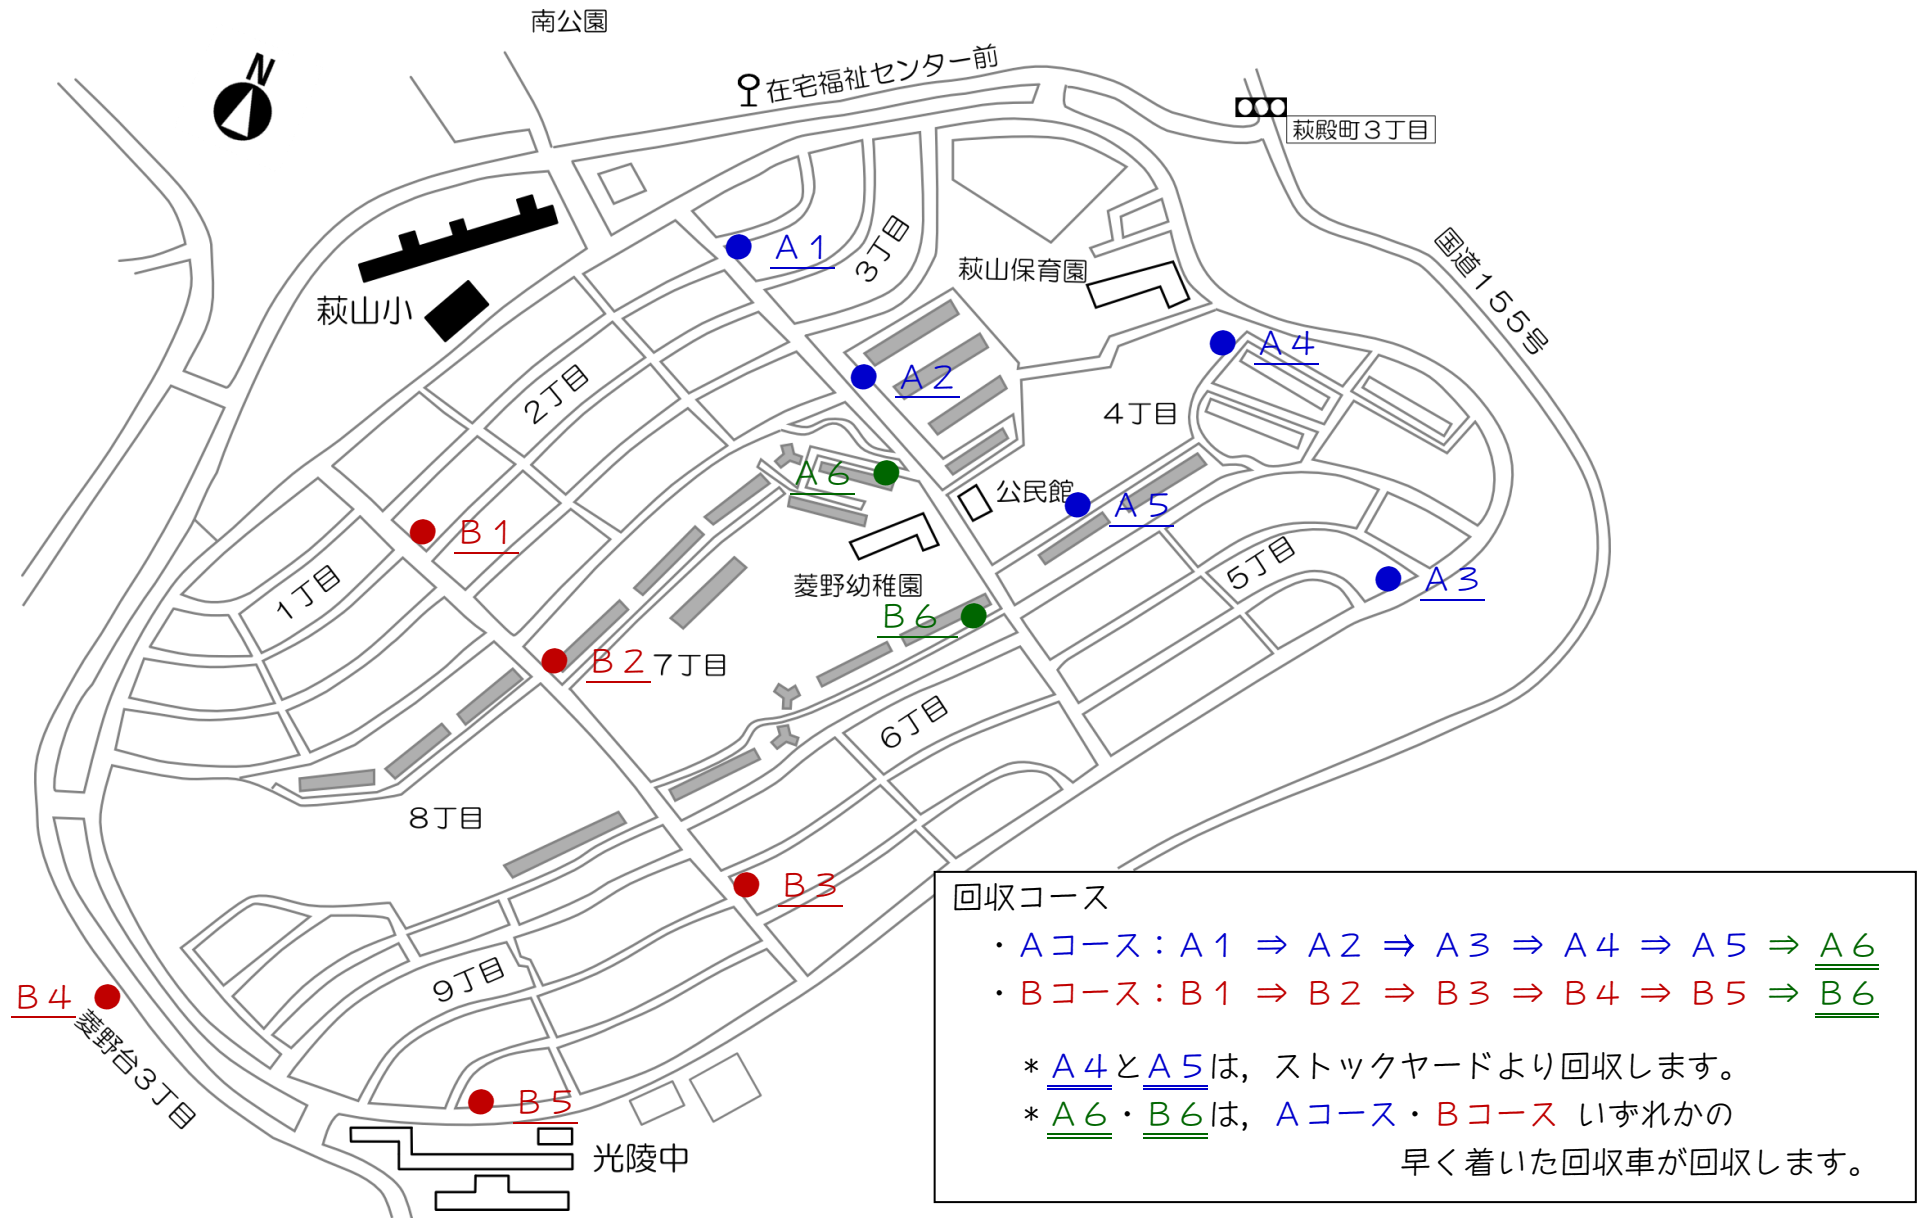 南公園
N
在宅福祉センター前
萩殿町3丁目
国道155号
萩山小
A1
3丁目
萩山保育園
A2
A4
2丁目
4丁目
A6
公民館
A5
B1
1丁目
菱野幼稚園
5丁目
A3
B6
B2
7丁目
6丁目
8丁目
B3
9丁目
B4
菱野台3丁目
B5
光陵中
回収コース
・Aコース:A1 ⇒ A2 ⇒ A3 ⇒ A4 ⇒ A5 ⇒ A6
・Bコース:B1 ⇒ B2 ⇒ B3 ⇒ B4 ⇒ B5 ⇒ B6
*A4とA5は,ストックヤードより回収します。
*A6・B6は,Aコース・Bコース いずれかの
早く着いた回収車が回収します。